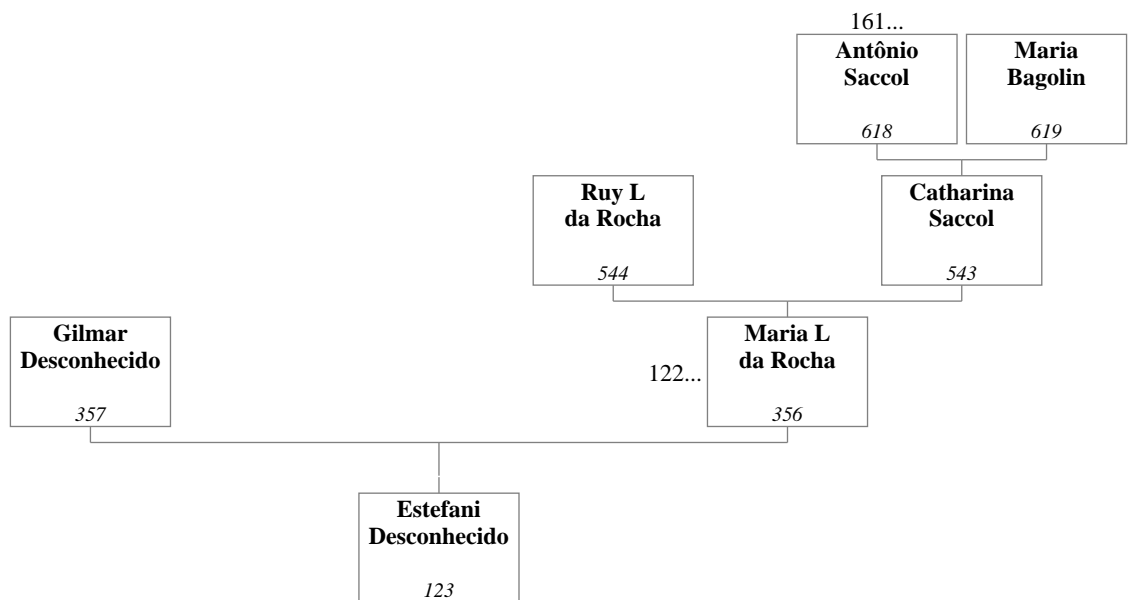 161...
Antônio
Saccol
618
Maria
Bagolin
619
Ruy L
da Rocha
544
Catharina
Saccol
543
Gilmar
Desconhecido
357
122...
Maria L
da Rocha
356
Estefani
Desconhecido
123